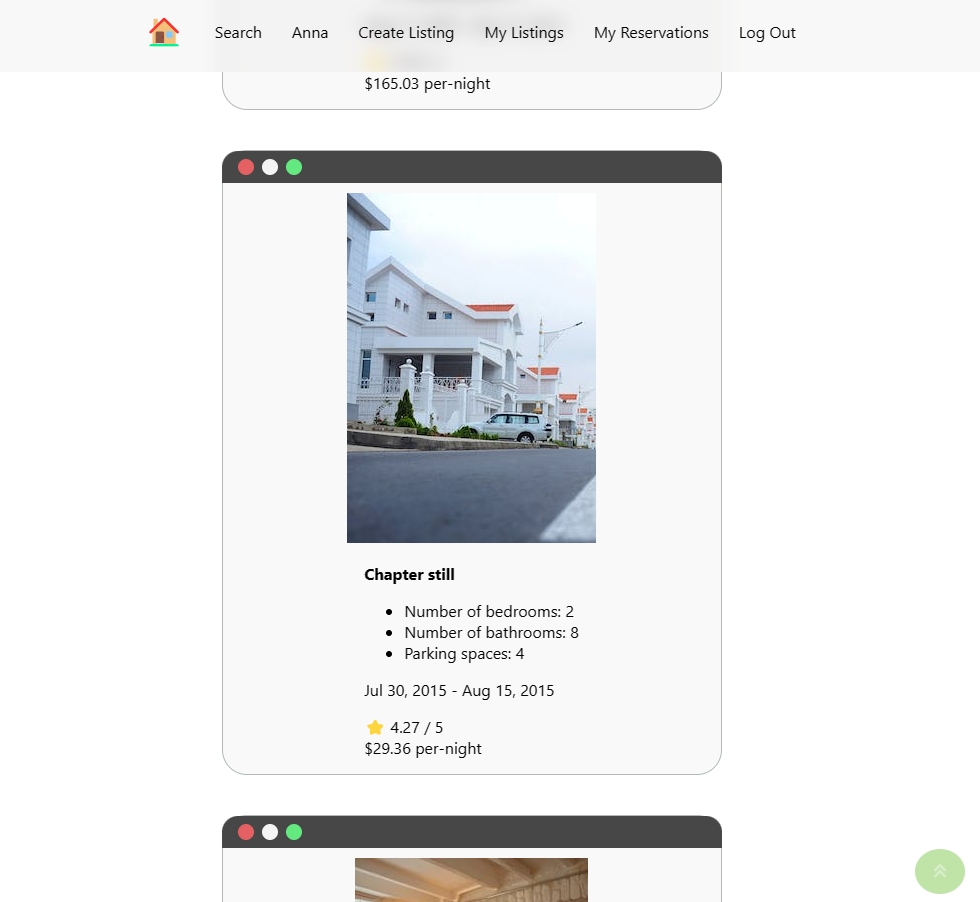 Search
Anna
Create Listing
My Listings
My Reservations
Log Out
$165.03 per-night
Chapter still
Number of bedrooms: 2
Number of bathrooms: 8
Parking spaces: 4
Jul 30, 2015 - Aug 15, 2015
4.27 / 5
$29.36 per-night